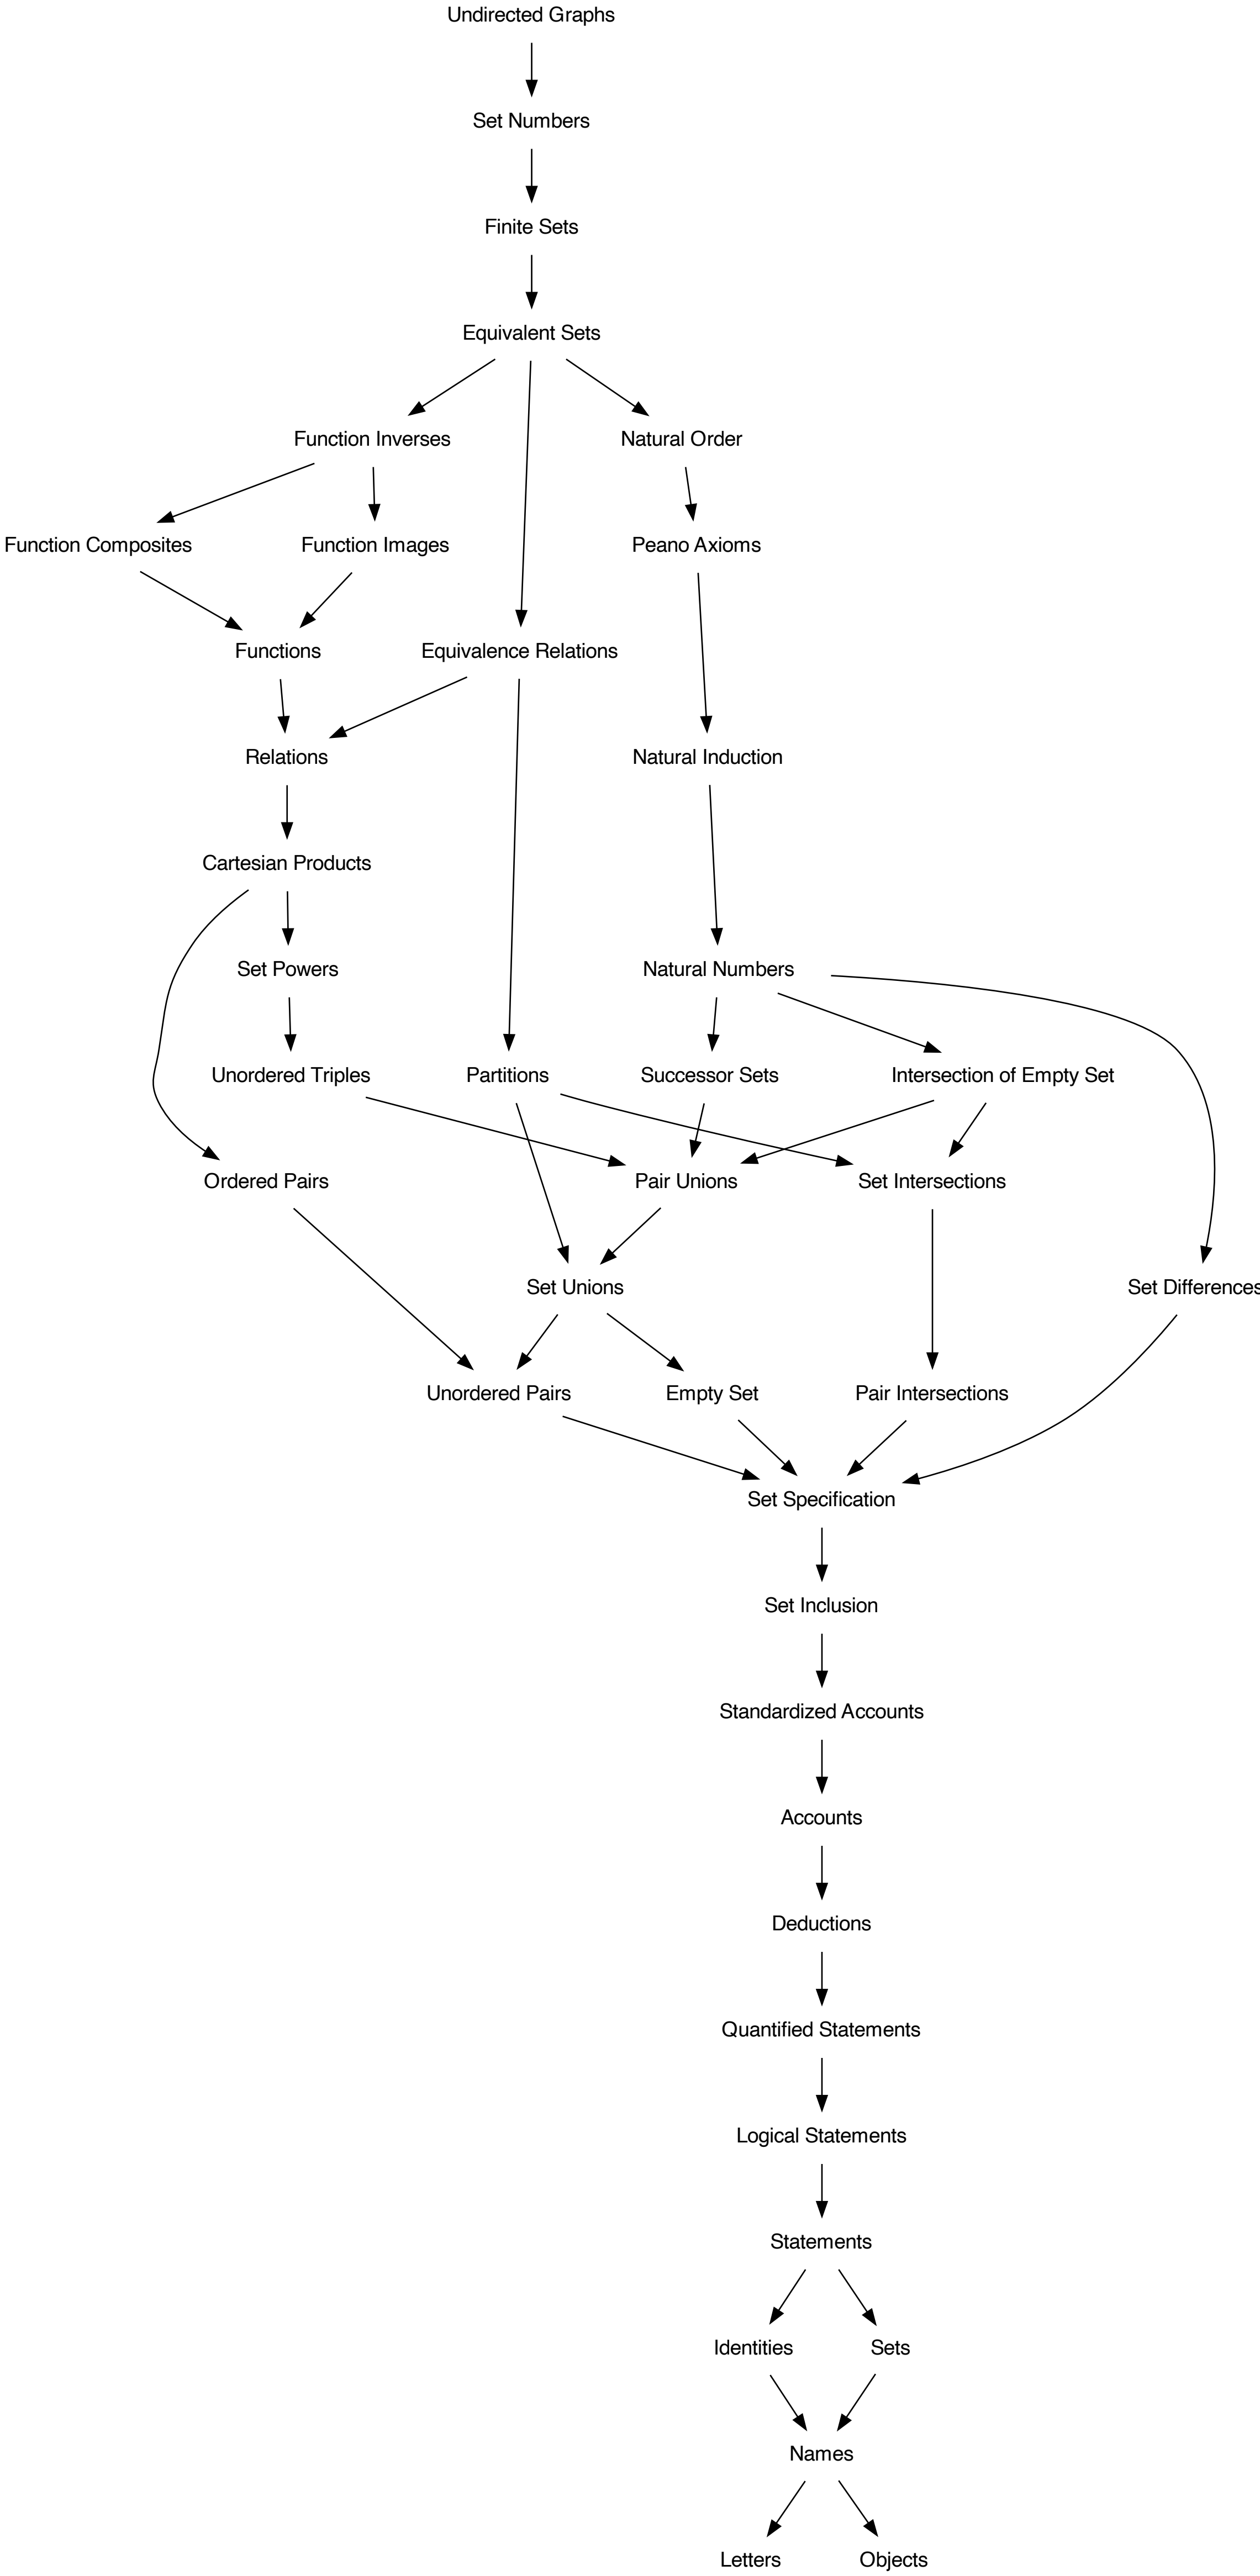 Undirected Graphs
Set Numbers
Finite Sets
Equivalent Sets
Function Inverses
Natural Order
Function Composites
Function Images
Peano Axioms
Functions
Equivalence Relations
Relations
Natural Induction
Cartesian Products
Set Powers
Natural Numbers
Unordered Triples
Partitions
Successor Sets
Intersection of Empty Set
Ordered Pairs
Pair Unions
Set Intersections
Set Unions
Set Differences
Unordered Pairs
Empty Set
Pair Intersections
Set Specification
Set Inclusion
Standardized Accounts
Accounts
Deductions
Quantified Statements
Logical Statements
Statements
Identities
Sets
Names
Letters
Objects